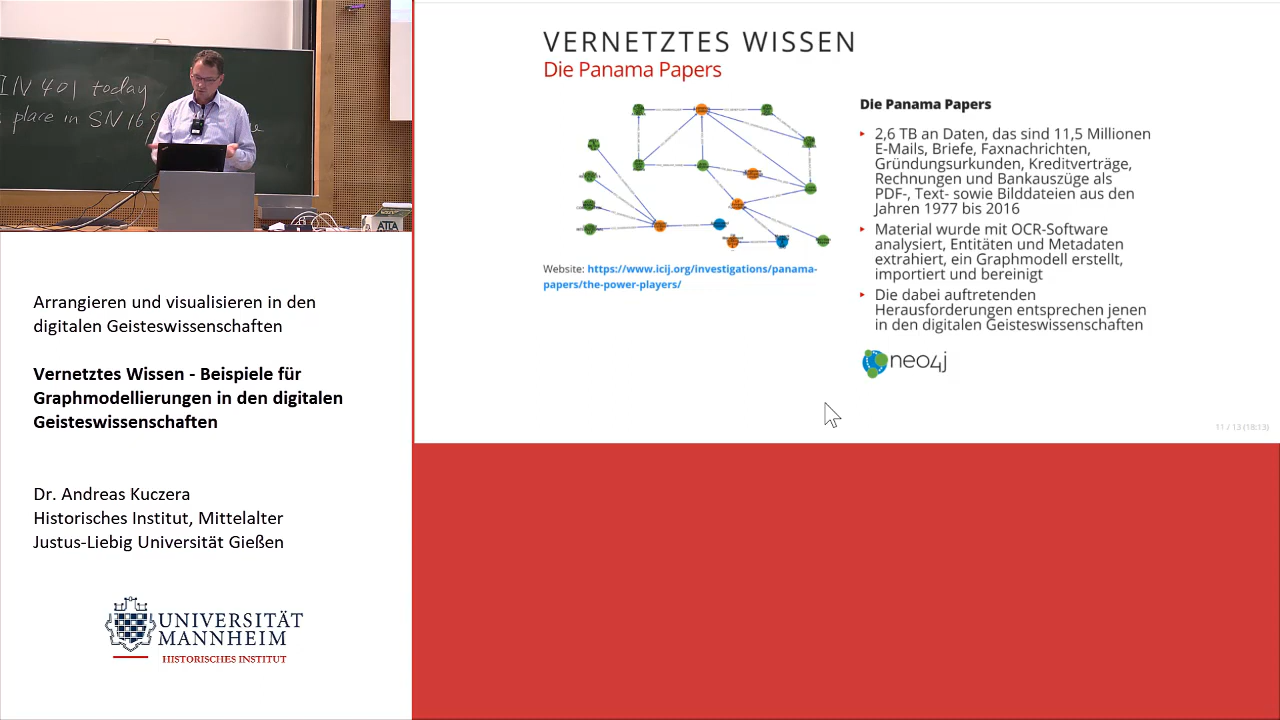 IN 401 today
place in SN 169
ATLA
Arrangieren und visualisieren in den
digitalen Geisteswissenschaften
Vernetztes Wissen - Beispiele für
Graphmodellierungen in den digitalen
Geisteswissenschaften
Dr. Andreas Kuczera
Historisches Institut, Mittelalter
Justus-Liebig Universität Gießen
UNIVERSITÄT
MANNHEIM
HISTORISCHES INSTITUT
VERNETZTES WISSEN
Die Panama Papers
Website: https://www.icij.org/investigations/panama-
papers/the-power-players/
Die Panama Papers
2,6 TB an Daten, das sind 11,5 Millionen
E-Mails, Briefe, Faxnachrichten,
Gründungsurkunden, Kreditverträge,
Rechnungen und Bankauszüge als
PDF-, Text- sowie Bilddateien aus den
Jahren 1977 bis 2016
Material wurde mit OCR-Software
analysiert, Entitäten und Metadaten
extrahiert, ein Graphmodell erstellt,
importiert und bereinigt
Die dabei auftretenden
Herausforderungen entsprechen jenen
in den digitalen Geisteswissenschaften
neo4j
11 / 13 (18:13)